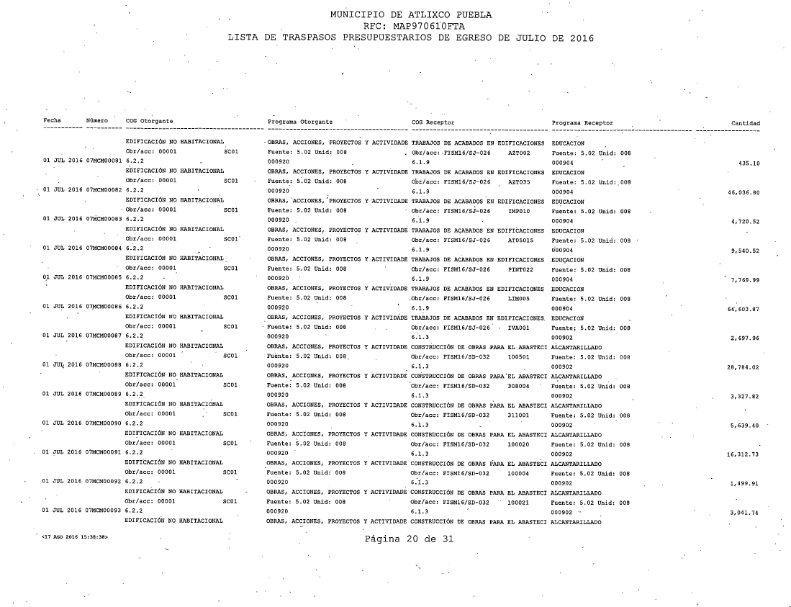 MUNICIPIO DE ATLIXCO PUEBLA
RFC: MAP970610FTA
LISTA DE TRASPASOS PRESUPUESTARIOS DE EGRESO DE JULIO DE 2016
Fecha Número COG Otorgante Programa Otorgante COG Receptor Programa Receptor Cantidad
EDIFICACIÓN NO HABITACIONAL OBRAS, ACCIONES, PROYECTOS Y ACTIVIDADE TRABAJOS DE ACABADOS EN EDIFICACIONES EDUCACION
Obr/acc: 00001 SC01 Fuente: 5.02 Unid: 008 Obr/acc: FISM16/SJ-026 AZT002 Fuente: 5.02 Unid: 008
01 JUL 2016 07MCM00081 6.2.2 000920 6.1.9 000904 435.10
EDIFICACIÓN NO HABITACIONAL OBRAS, ACCIONES, PROYECTOS Y ACTIVIDADE TRABAJOS DE ACABADOS EN EDIFICACIONES EDUCACION
Obr/acc: 00001 SC01 Fuente: 5.02 Unid: 008 Obr/acc: FISM16/SJ-026 AZT035 Fuente: 5.02 Unid: 008
01 JUL 2016 07MCM00082 6.2.2 000920 6.1.9 000904 46,036.80
EDIFICACIÓN NO HABITACIONAL OBRAS, ACCIONES, PROYECTOS Y ACTIVIDADE TRABAJOS DE ACABADOS EN EDIFICACIONES EDUCACION
Obr/acc: 00001 SC01 Fuente: 5.02 Unid: 008 Obr/acc: FISM16/SJ-026 IMP010 Fuente: 5.02 Unid: 008
01 JUL 2016 07MCM00083 6.2.2 000920 6.1.9 000904 4,720.52
EDIFICACIÓN NO HABITACIONAL OBRAS, ACCIONES, PROYECTOS Y ACTIVIDADE TRABAJOS DE ACABADOS EN EDIFICACIONES EDUCACION
Obr/acc: 00001 SC01 Fuente: 5.02 Unid: 008 Obr/acc: FISM16/SJ-026 AT05015 Fuente: 5.02 Unid: 008
01 JUL 2016 07MCM00084 6.2.2 000920 6.1.9 000904 9,540.52
EDIFICACIÓN NO HABITACIONAL OBRAS, ACCIONES, PROYECTOS Y ACTIVIDADE TRABAJOS DE ACABADOS EN EDIFICACIONES EDUCACION
Obr/acc: 00001 SC01 Fuente: 5.02 Unid: 008 Obr/acc: FISM16/SJ-026 PINT022 Fuente: 5.02 Unid: 008
01 JUL 2016 07MCM00085 6.2.2 000920 6.1.9 000904 7,769.99
EDIFICACIÓN NO HABITACIONAL OBRAS, ACCIONES, PROYECTOS Y ACTIVIDADE TRABAJOS DE ACABADOS EN EDIFICACIONES EDUCACION
Obr/acc: 00001 SC01 Fuente: 5.02 Unid: 008 Obr/acc: FISM16/SJ-026 LIM005 Fuente: 5.02 Unid: 008
01 JUL 2016 07MCM00086 6.2.2 000920 6.1.9 000904
EDIFICACIÓN NO HABITACIONAL OBRAS, ACCIONES, PROYECTOS Y ACTIVIDADE TRABAJOS DE ACABADOS EN EDIFICACIONES EDUCACION
Obr/acc: 00001 SC01 Fuente: 5.02 Unid: 008 Obr/acc: FISM16/SJ-026 IVA001 Fuente: 5.02 Unid: 008
01 JUL 2016 07MCM00087 6.2.2 000920 6.1.3 000902 2,697.96
EDIFICACIÓN NO HABITACIONAL OBRAS, ACCIONES, PROYECTOS Y ACTIVIDADE CONSTRUCCIÓN DE OBRAS PARA EL ABASTECI ALCANTARILLADO
Obr/acc: 00001 SC01 Fuente: 5.02 Unid: 008 Obr/acc: FISM16/SD-032 100501 Fuente: 5.02 Unid: 008
01 JUL 2016 07MCM00088 6.2.2 000920 6.1.3 000902 28,784.02
EDIFICACIÓN NO HABITACIONAL OBRAS, ACCIONES, PROYECTOS Y ACTIVIDADE CONSTRUCCIÓN DE OBRAS PARA EL ABASTECI ALCANTARILLADO
Obr/acc: 00001 SC01 Fuente: 5.02 Unid: 008 Obr/acc: FISM16/SD-032 308004 Fuente: 5.02 Unid: 008
01 JUL 2016 07MCM00089 6.2.2 000920 6.1.3 000902 3,327.82
EDIFICACIÓN NO HABITACIONAL OBRAS, ACCIONES, PROYECTOS Y ACTIVIDADE CONSTRUCCIÓN DE OBRAS PARA EL ABASTECI ALCANTARILLADO
Obr/acc: 00001 SC01 Fuente: 5.02 Unid: 008 Obr/acc: FISM16/SD-032 311001 Fuente: 5.02 Unid: 008
01 JUL 2016 07MCM00090 6.2.2 000920 6.1.3 000902 5,639.40
EDIFICACIÓN NO HABITACIONAL OBRAS, ACCIONES, PROYECTOS Y ACTIVIDADE CONSTRUCCIÓN DE OBRAS PARA EL ABASTECI ALCANTARILLADO
Obr/acc: 00001 SC01 Fuente: 5.02 Unid: 008 Obr/acc: FISM16/SD-032 100020 Fuente: 5.02 Unid: 008
01 JUL 2016 07MCM00091 6.2.2 000920 6.1.3 000902 16,312.73
EDIFICACIÓN NO HABITACIONAL OBRAS, ACCIONES, PROYECTOS Y ACTIVIDADE CONSTRUCCIÓN DE OBRAS PARA EL ABASTECI ALCANTARILLADO
Obr/acc: 00001 SC01 Fuente: 5.02 Unid: 008 Obr/acc: FISM16/SD-032 100004 Fuente: 5.02 Unid: 008
01 JUL 2016 07MCM00092 6.2.2 000920 6.1.3 000902 1,499.91
EDIFICACIÓN NO HABITACIONAL OBRAS, ACCIONES, PROYECTOS Y ACTIVIDADE CONSTRUCCIÓN DE OBRAS PARA EL ABASTECI ALCANTARILLADO
Obr/acc: 00001 SC01 Fuente: 5.02 Unid: 008 Obr/acc: FISM16/SD-032 100021 Fuente: 5.02 Unid: 008
01 JUL 2016 07MCM00093 6.2.2 000920 6.1.3 000902 3,041.74
EDIFICACIÓN NO HABITACIONAL OBRAS, ACCIONES, PROYECTOS Y ACTIVIDADE CONSTRUCCIÓN DE OBRAS PARA EL ABASTECI ALCANTARILLADO
<27 AGO 2016 15:38:38> Página 20 de 31